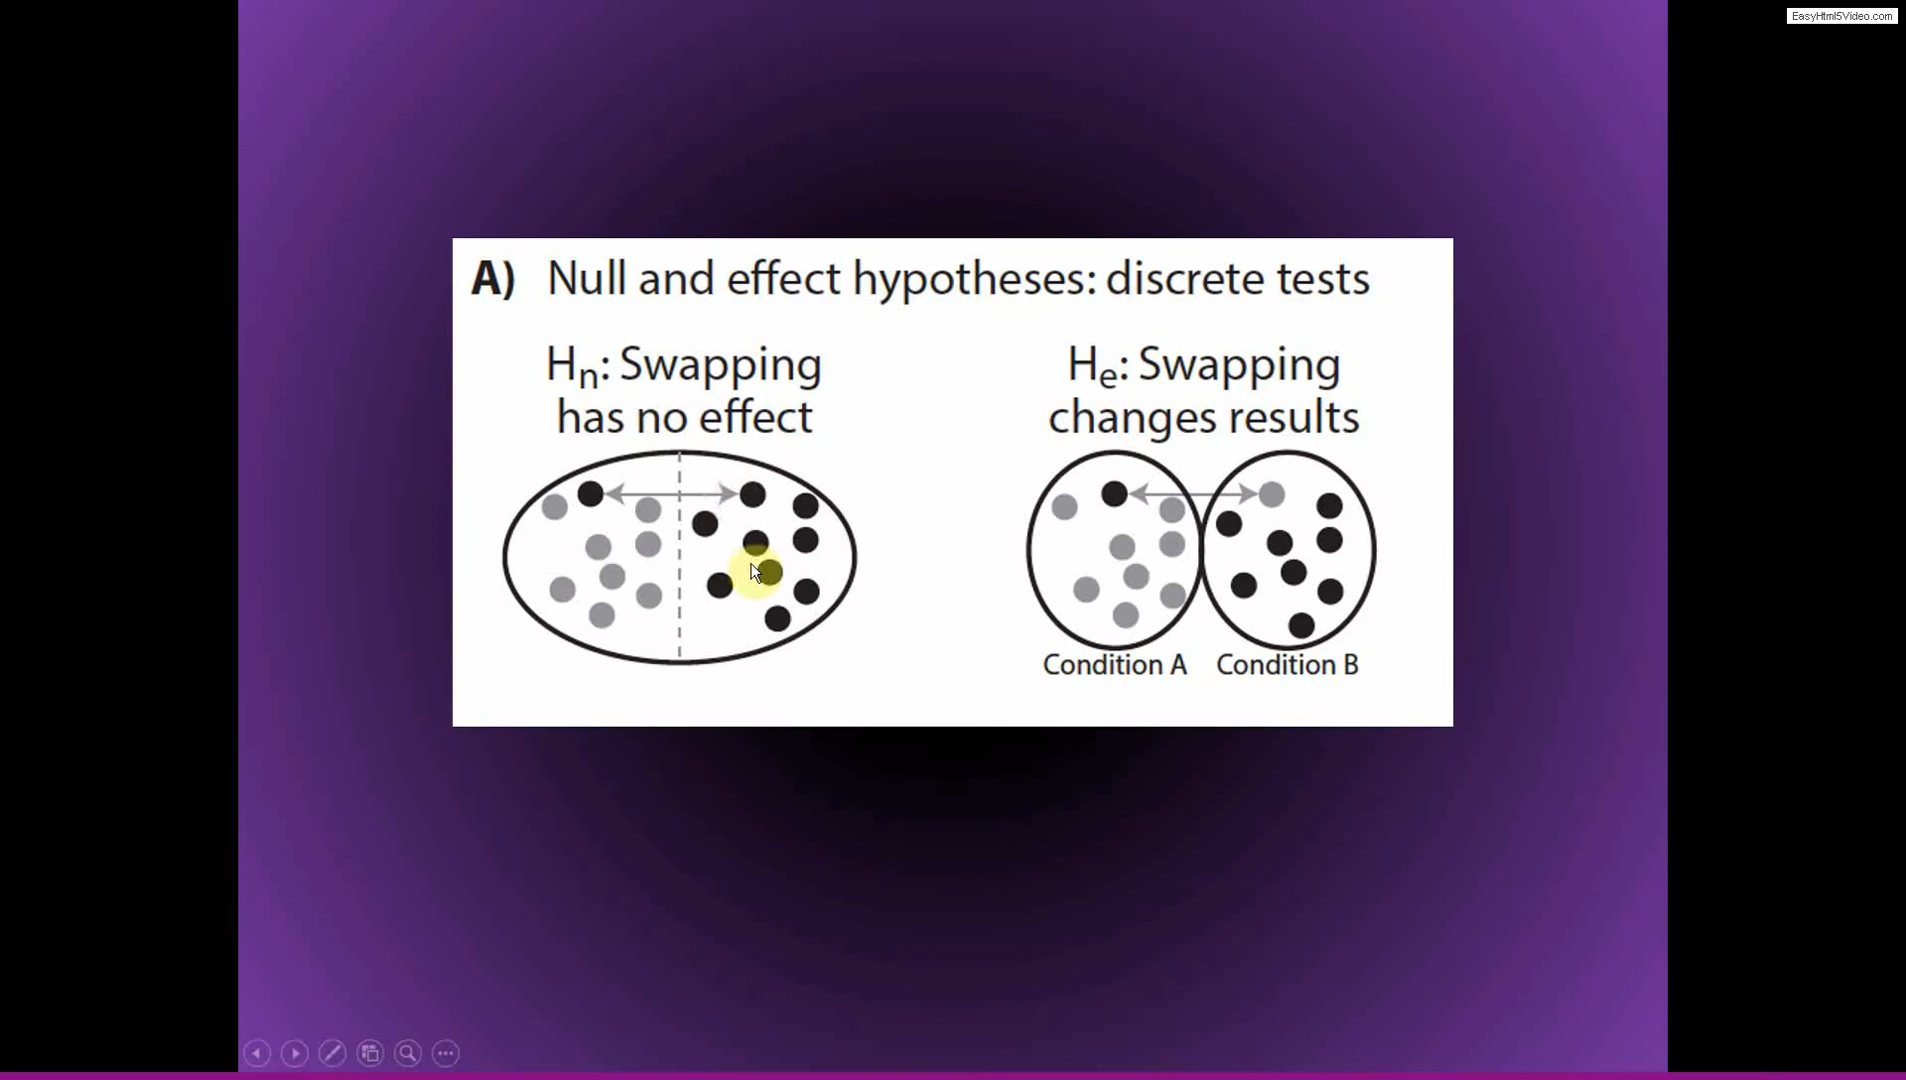 EasyHtml5Video.com
A) Null and effect hypotheses: discrete tests
Hn: Swapping
has no effect
He: Swapping
changes results
Condition A
Condition B